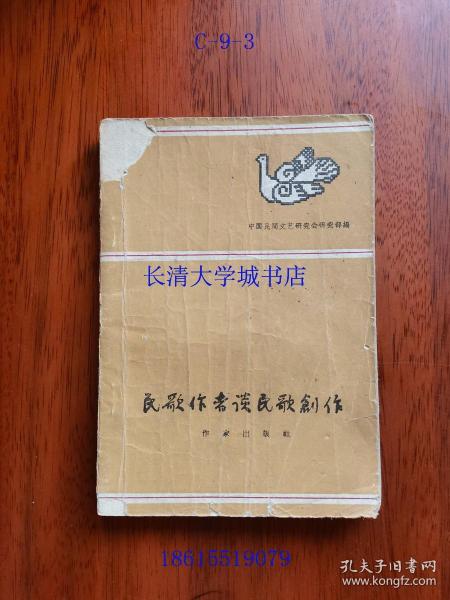 C-9-3
中国民间文艺研究会研究部編
长清大学城书店
民歌作者谈民歌創作
作家出版社
18615519079
孔夫子旧书网
www.kongfz.com